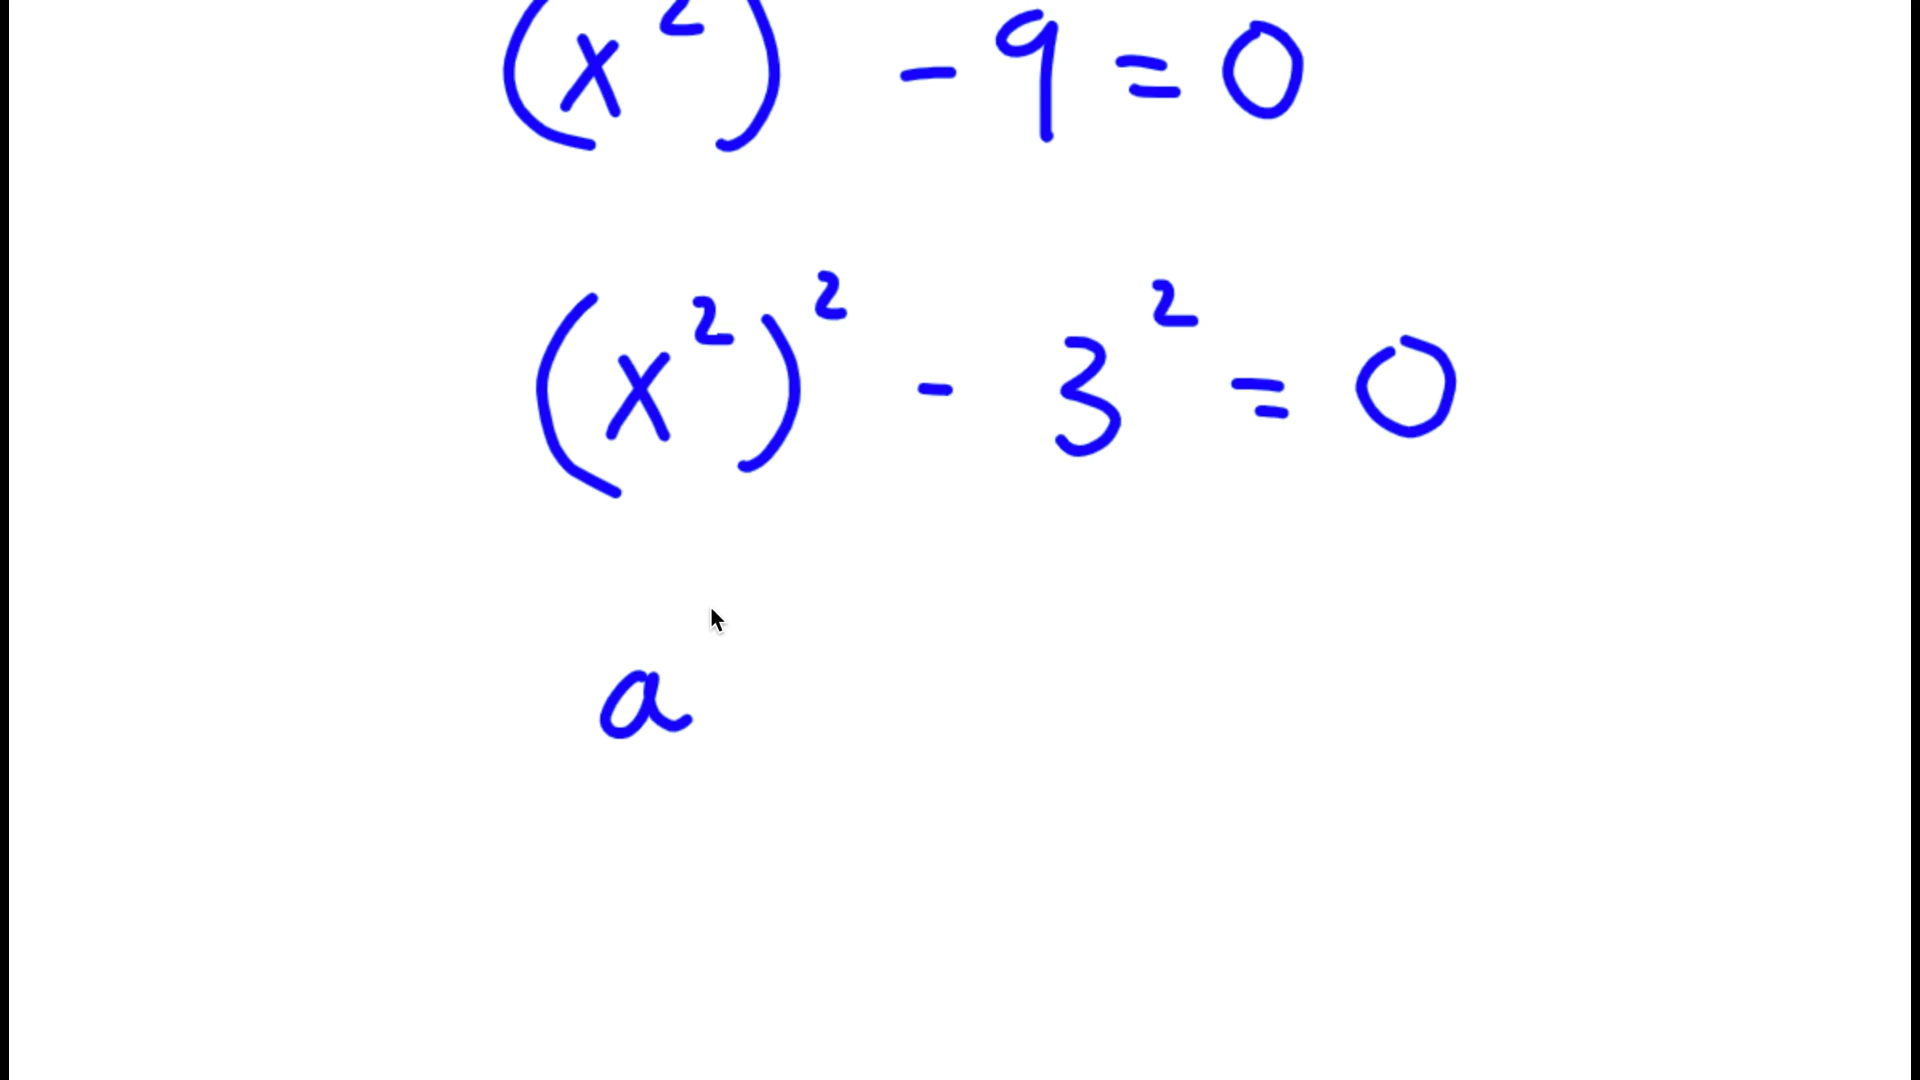 (x²) - 9 = 0
(x²)² - 3² = 0
a